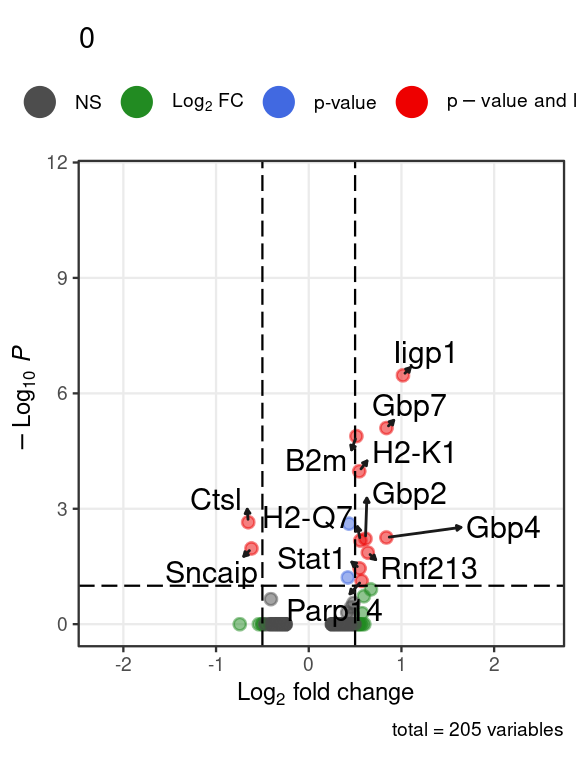 0
NS Log2 FC p-value p − value and l
12
9
6
3
0
− Log10 P
Iigp1
Gbp7
B2m H2-K1
Ctsl H2-Q7 Gbp2
Gbp4
Sncaip Stat1 Rnf213
Parp14
-2 -1 0 1 2
Log2 fold change
total = 205 variables